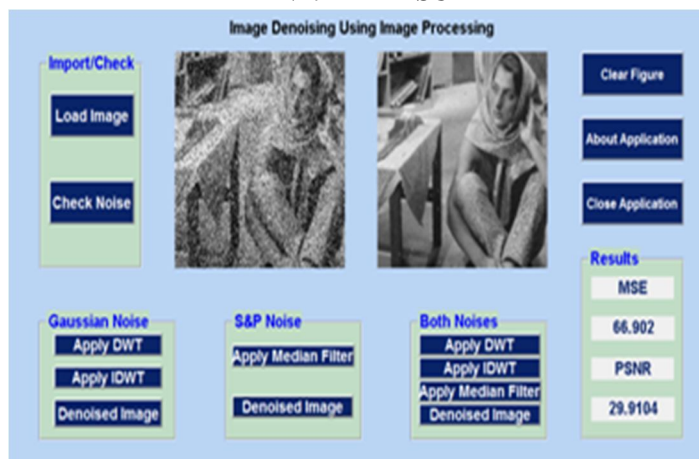 Image Denoising Using Image Processing
Import/Check
Load Image
Check Noise
Clear Figure
About Application
Close Application
Results
MSE
66.902
PSNR
29.9104
Gaussian Noise
Apply DWT
Apply IDWT
Denoised Image
S&P Noise
Apply Median Filter
Denoised Image
Both Noises
Apply DWT
Apply IDWT
Apply Median Filter
Denoised Image